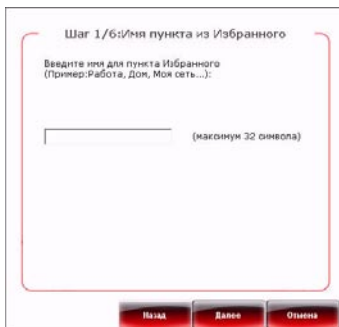 Шаг 1/6:Имя пункта из Избранного
Введите имя для пункта Избранного
(Пример:Работа, Дом, Моя сеть...):
(максимум 32 символа)
Назад
Далее
Отмена